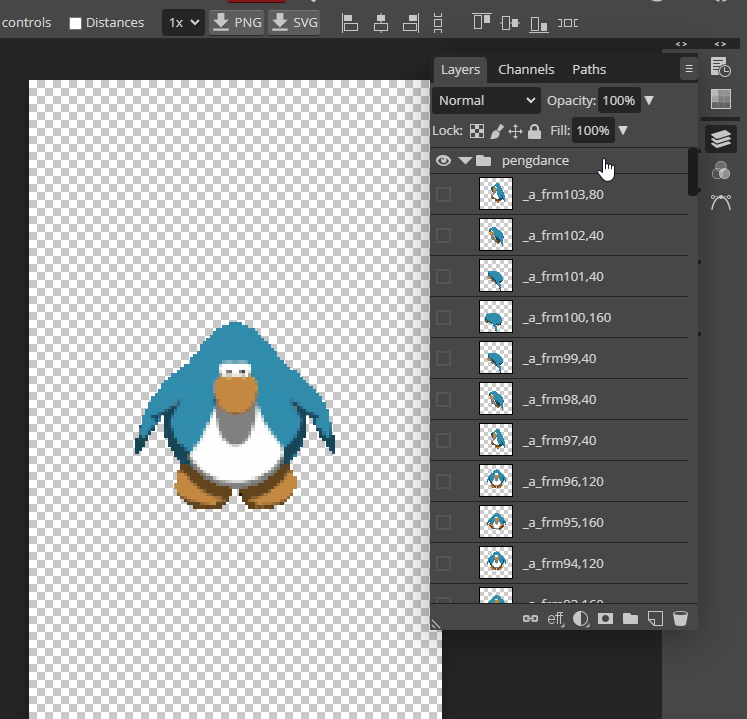 controls Distances 1x PNG SVG
Layers Channels Paths
Normal Opacity: 100%
Lock: Fill: 100%
pengdance
_a_frm103,80
_a_frm102,40
_a_frm101,40
_a_frm100,160
_a_frm99,40
_a_frm98,40
_a_frm97,40
_a_frm96,120
_a_frm95,160
_a_frm94,120
eff